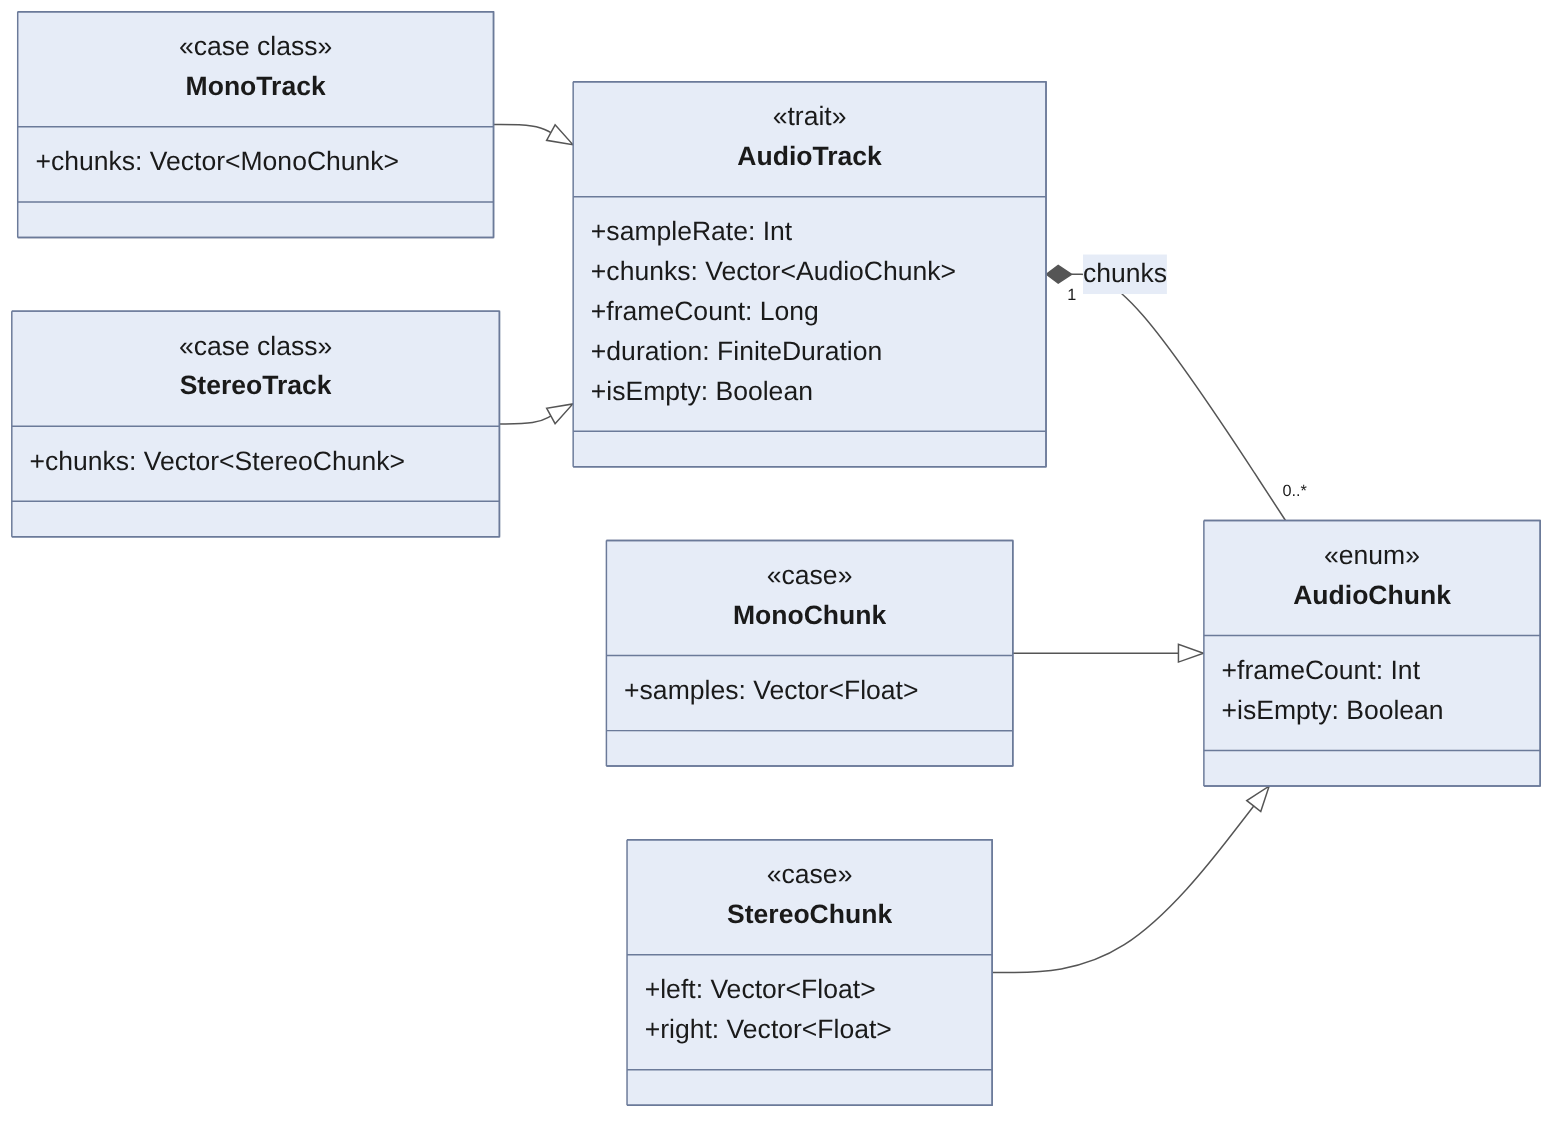 «case class»
MonoTrack
+chunks: Vector<MonoChunk>
«trait»
AudioTrack
+sampleRate: Int
+chunks: Vector<AudioChunk>
+frameCount: Long
+duration: FiniteDuration
+isEmpty: Boolean
chunks
1
0..*
«case class»
StereoTrack
+chunks: Vector<StereoChunk>
«case»
MonoChunk
+samples: Vector<Float>
«enum»
AudioChunk
+frameCount: Int
+isEmpty: Boolean
«case»
StereoChunk
+left: Vector<Float>
+right: Vector<Float>